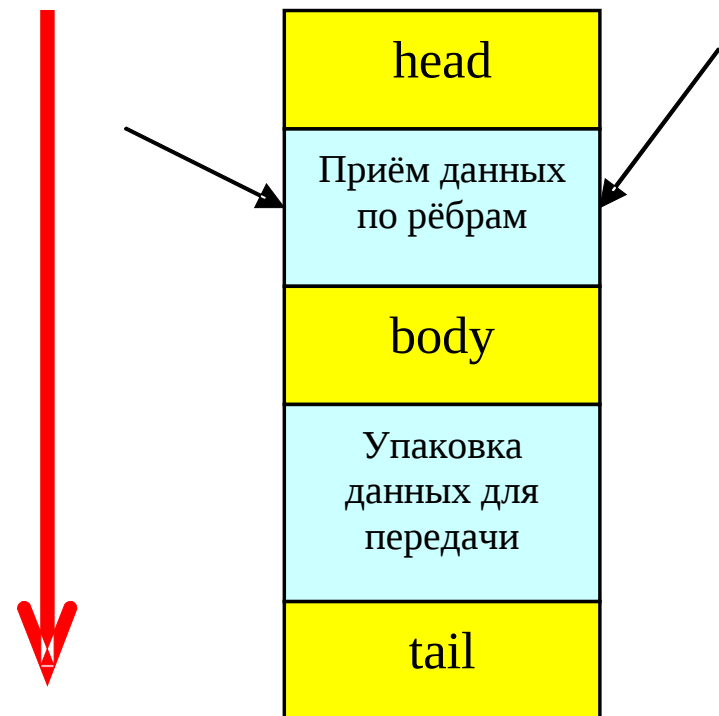 head
Приём данных
по рёбрам
body
Упаковка
данных для
передачи
tail